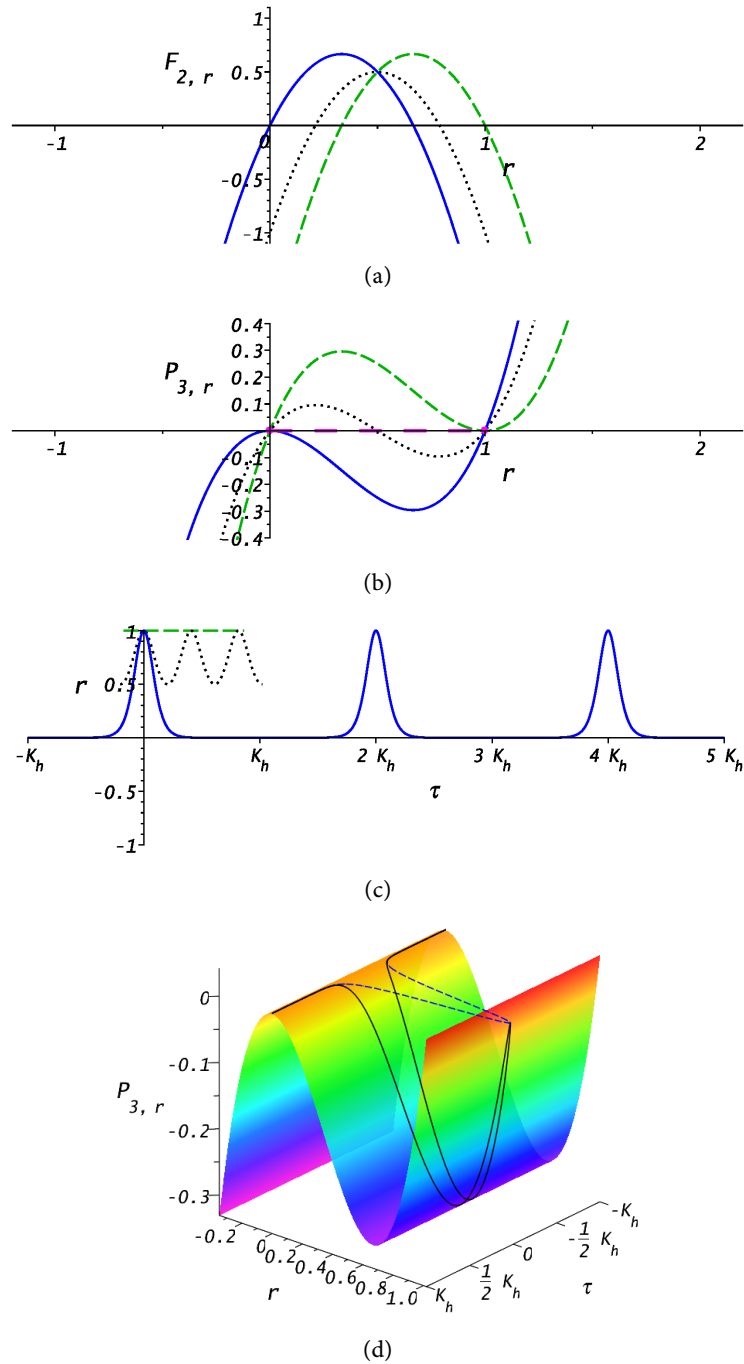 1
F2, r
0.5
-1 0 1 2
r
-0.5
-1
(a)
0.4
0.3
P3, r
0.2
0.1
-1 1 2
-0.1
r
-0.2
-0.3
-0.4
(b)
1
r 0.5
-Kh Kh 2 Kh 3 Kh 4 Kh 5 Kh
τ
-0.5
-1
(c)
0
-0.1
P3, r
-0.2
-0.3
-0.2 0 0.2 0.4 0.6 0.8 1.0
r
Kh 1/2 Kh 0 -1/2 Kh -Kh
τ
(d)